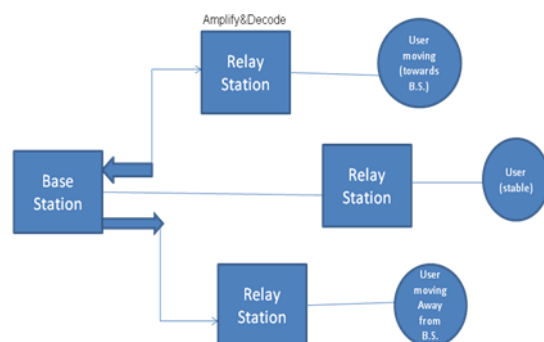 Amplify&Decode
Relay
Station
User
moving
(towards
B.S.)
Base
Station
Relay
Station
User
(stable)
Relay
Station
User
moving
Away
from
B.S.